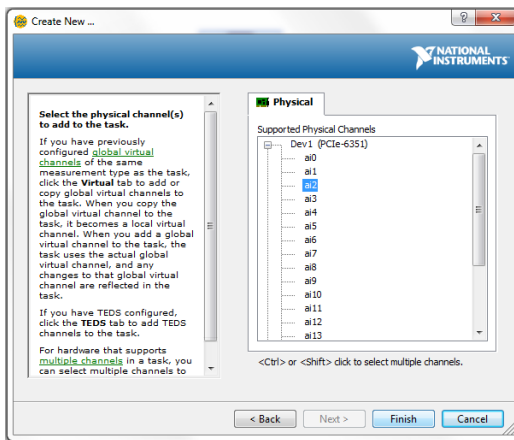 Create New ...
NATIONAL
INSTRUMENTS
Select the physical channel(s)
to add to the task.
If you have previously
configured global virtual
channels of the same
measurement type as the task,
click the Virtual tab to add or
copy global virtual channels to
the task. When you copy the
global virtual channel to the
task, it becomes a local virtual
channel. When you add a global
virtual channel to the task, the
task uses the actual global
virtual channel, and any
changes to that global virtual
channel are reflected in the
task.
If you have TEDS configured,
click the TEDS tab to add TEDS
channels to the task.
For hardware that supports
multiple channels in a task, you
can select multiple channels to
Physical
Supported Physical Channels
Dev1 (PCIe-6351)
ai0
ai1
ai2
ai3
ai4
ai5
ai6
ai7
ai8
ai9
ai10
ai11
ai12
ai13
<Ctrl> or <Shift> click to select multiple channels.
< Back
Next >
Finish
Cancel